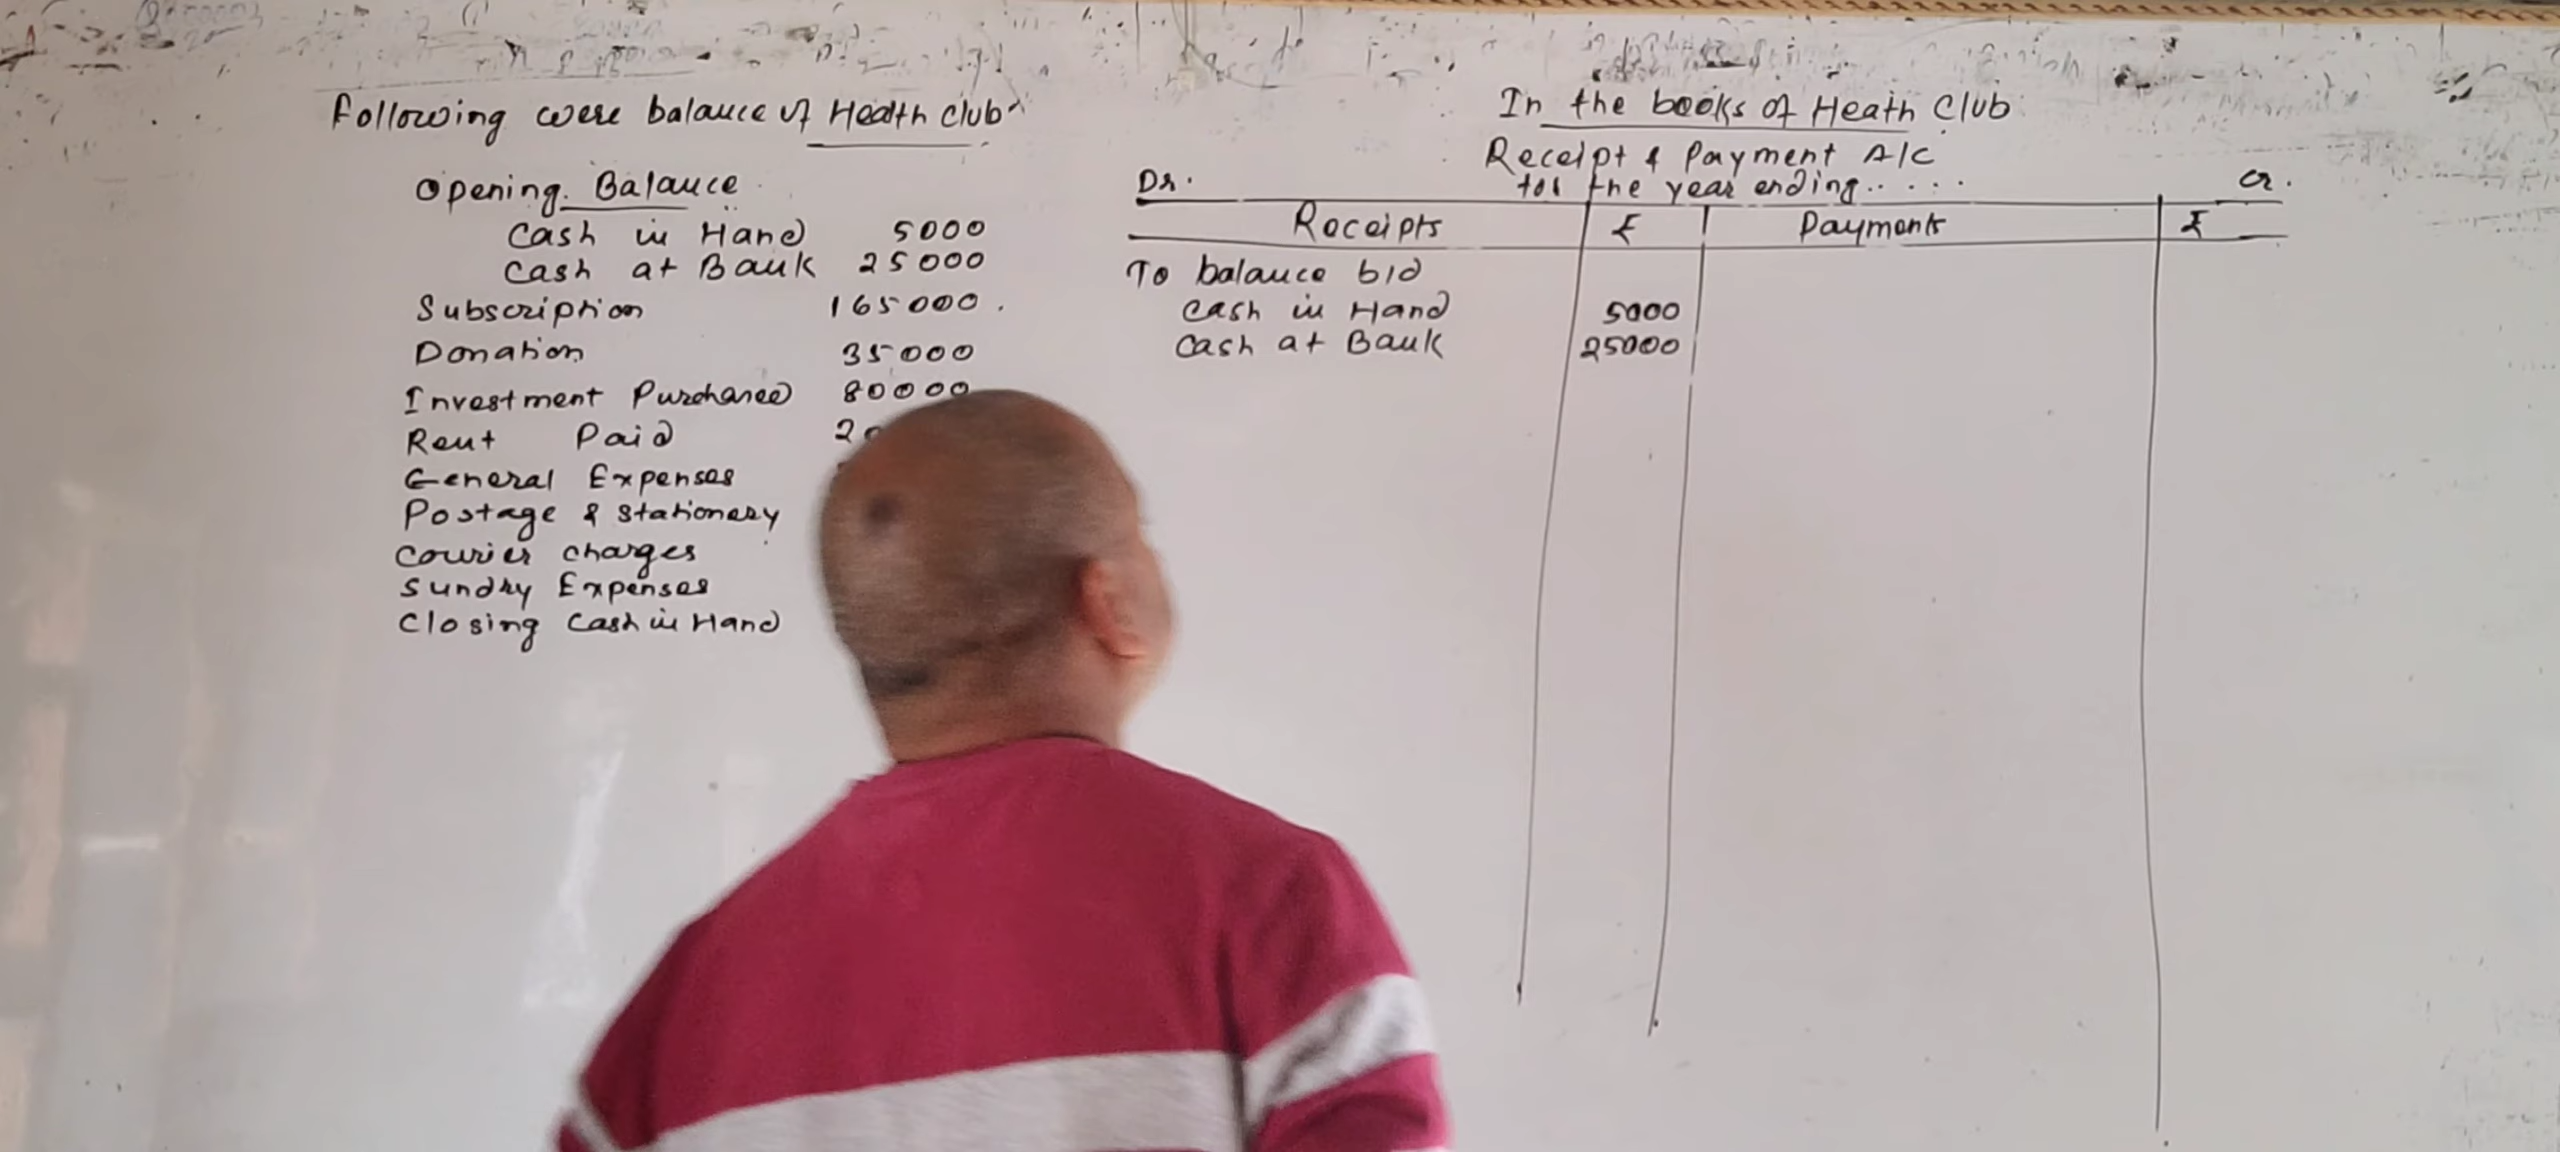 Following were balance of Health Club
Opening Balance
Cash in Hand 5000
Cash at Bank 25000
Subscription 165000.
Donation 35000
Investment Purchased 80000
Rent Paid
General Expenses
Postage & Stationery
Courier charges
Sundry Expenses
Closing Cash in Hand
In the books of Heath Club
Receipt & Payment A/C
for the year ending.....
Dr. Cr.
Receipts ₹ Payments ₹
To balance b/d
Cash in Hand 5000
Cash at Bank 25000